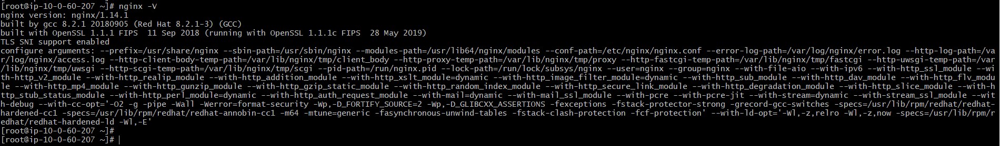 [root@ip-10-0-60-207 ~]# nginx -V
nginx version: nginx/1.14.1
built by gcc 8.2.1 20180905 (Red Hat 8.2.1-3) (GCC)
built with OpenSSL 1.1.1 FIPS  11 Sep 2018 (running with OpenSSL 1.1.1c FIPS  28 May 2019)
TLS SNI support enabled
configure arguments: --prefix=/usr/share/nginx --sbin-path=/usr/sbin/nginx --modules-path=/usr/lib64/nginx/modules --conf-path=/etc/nginx/nginx.conf --error-log-path=/var/log/nginx/error.log --http-log-path=/va
r/log/nginx/access.log --http-client-body-temp-path=/var/lib/nginx/tmp/client_body --http-proxy-temp-path=/var/lib/nginx/tmp/proxy --http-fastcgi-temp-path=/var/lib/nginx/tmp/fastcgi --http-uwsgi-temp-path=/var
/lib/nginx/tmp/uwsgi --http-scgi-temp-path=/var/lib/nginx/tmp/scgi --pid-path=/run/nginx.pid --lock-path=/run/lock/subsys/nginx --user=nginx --group=nginx --with-file-aio --with-ipv6 --with-http_ssl_module --wi
th-http_v2_module --with-http_realip_module --with-http_addition_module --with-http_xslt_module=dynamic --with-http_image_filter_module=dynamic --with-http_sub_module --with-http_dav_module --with-http_flv_modu
le --with-http_mp4_module --with-http_gunzip_module --with-http_gzip_static_module --with-http_random_index_module --with-http_secure_link_module --with-http_degradation_module --with-http_slice_module --with-h
ttp_stub_status_module --with-http_perl_module=dynamic --with-http_auth_request_module --with-mail=dynamic --with-mail_ssl_module --with-pcre --with-pcre-jit --with-stream=dynamic --with-stream_ssl_module --wit
h-debug --with-cc-opt='-O2 -g -pipe -Wall -Werror=format-security -Wp,-D_FORTIFY_SOURCE=2 -Wp,-D_GLIBCXX_ASSERTIONS -fexceptions -fstack-protector-strong -grecord-gcc-switches -specs=/usr/lib/rpm/redhat/redhat-
hardened-cc1 -specs=/usr/lib/rpm/redhat/redhat-annobin-cc1 -m64 -mtune=generic -fasynchronous-unwind-tables -fstack-clash-protection -fcf-protection' --with-ld-opt='-Wl,-z,relro -Wl,-z,now -specs=/usr/lib/rpm/r
edhat/redhat-hardened-ld -Wl,-E'
[root@ip-10-0-60-207 ~]#
[root@ip-10-0-60-207 ~]#